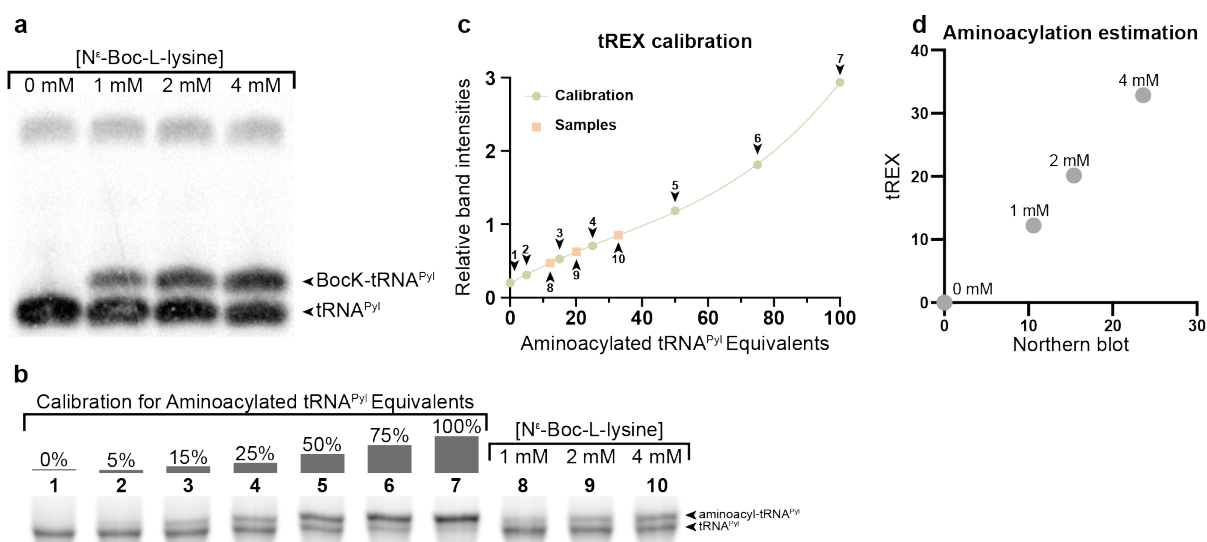 a
[Nᵋ-Boc-L-lysine]
0 mM 1 mM 2 mM 4 mM
BocK-tRNAᴾʸˡ
tRNAᴾʸˡ
b
Calibration for Aminoacylated tRNAᴾʸˡ Equivalents
0% 5% 15% 25% 50% 75% 100%
[Nᵋ-Boc-L-lysine]
1 mM 2 mM 4 mM
1 2 3 4 5 6 7 8 9 10
aminoacyl-tRNAᴾʸˡ
tRNAᴾʸˡ
c
tREX calibration
Relative band intensities
3
2
1
0
Calibration
Samples
1 2 3 4 5 6 7
8 9 10
0 20 40 60 80 100
Aminoacylated tRNAᴾʸˡ Equivalents
d
Aminoacylation estimation
tREX
40
30
20
10
0
4 mM
2 mM
1 mM
0 mM
0 10 20 30
Northern blot